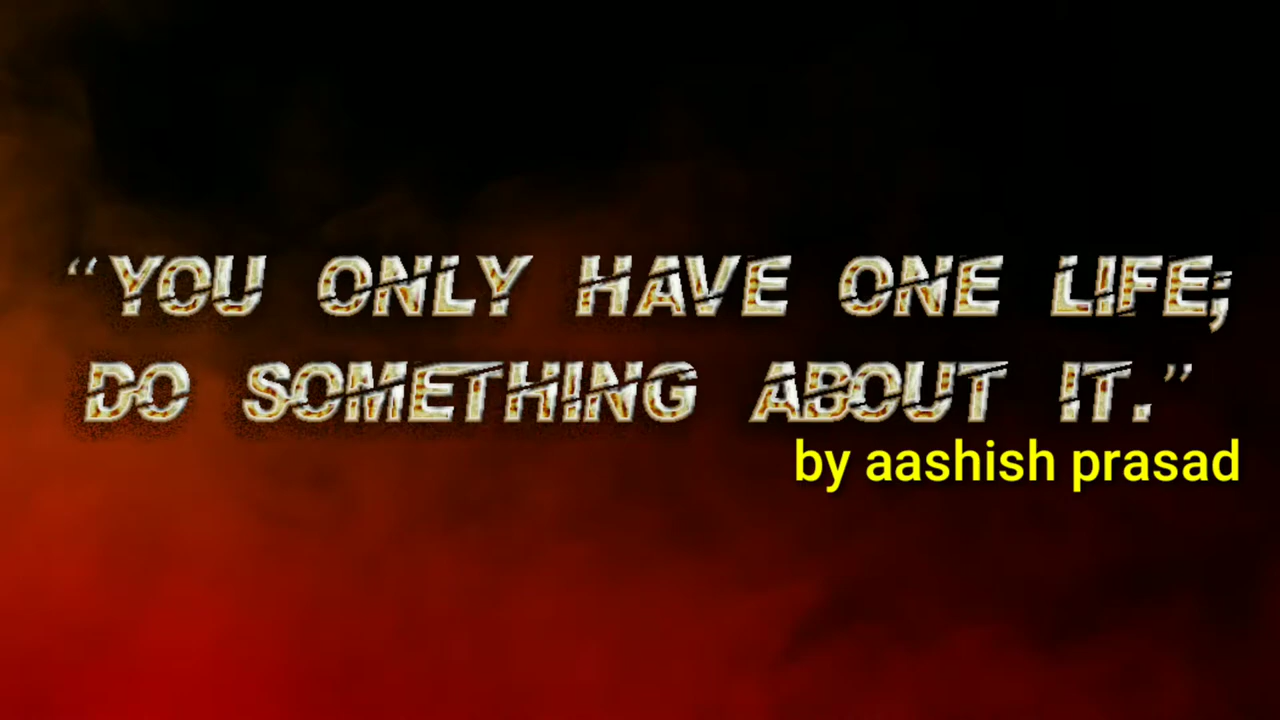 “YOU ONLY HAVE ONE LIFE;
DO SOMETHING ABOUT IT.”
by aashish prasad